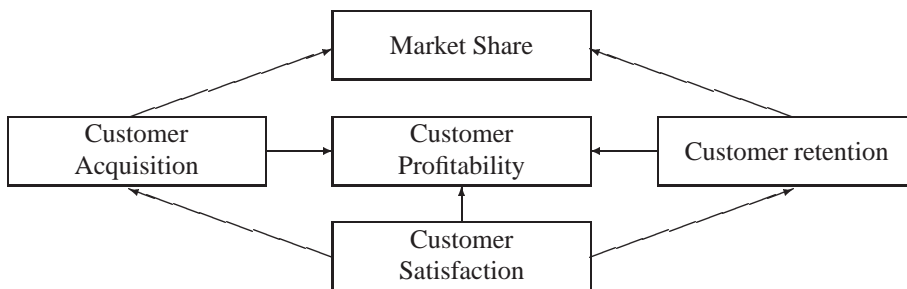 Market Share
Customer
Acquisition
Customer
Profitability
Customer retention
Customer
Satisfaction